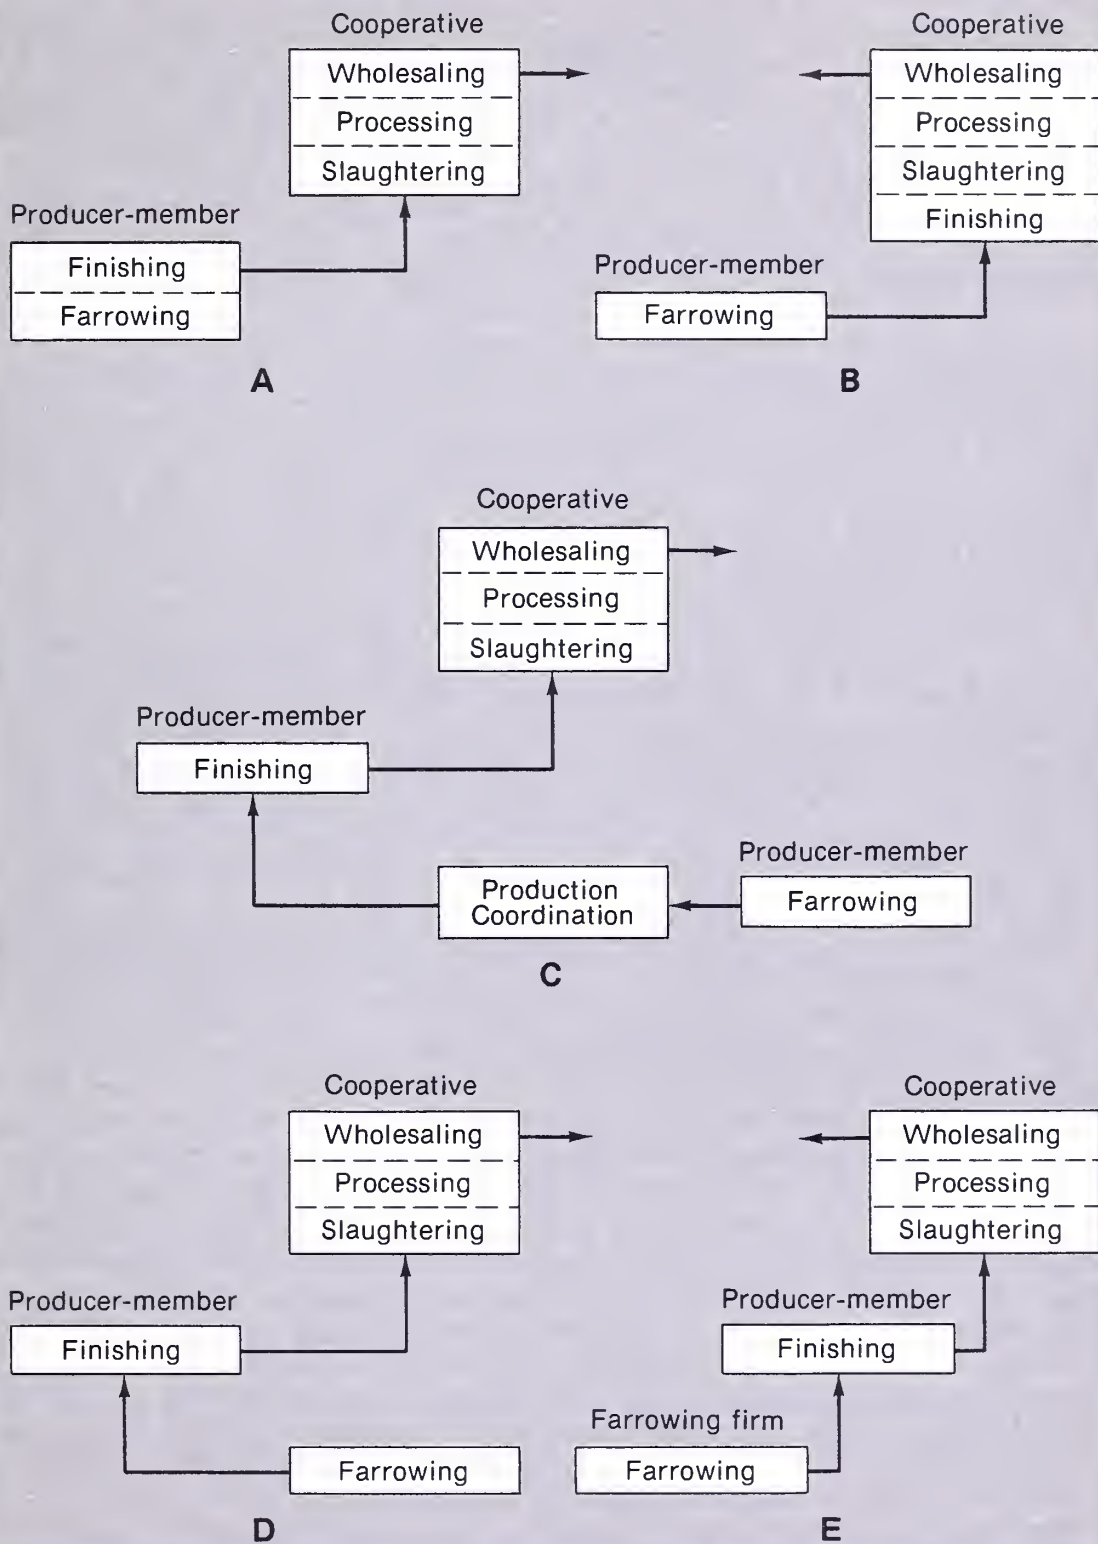 Cooperative
Wholesaling
Processing
Slaughtering
Producer-member
Finishing
Farrowing
A
Cooperative
Wholesaling
Processing
Slaughtering
Finishing
Producer-member
Farrowing
B
Cooperative
Wholesaling
Processing
Slaughtering
Producer-member
Finishing
Production
Coordination
Producer-member
Farrowing
C
Cooperative
Wholesaling
Processing
Slaughtering
Producer-member
Finishing
Farrowing
D
Cooperative
Wholesaling
Processing
Slaughtering
Producer-member
Finishing
Farrowing firm
Farrowing
E